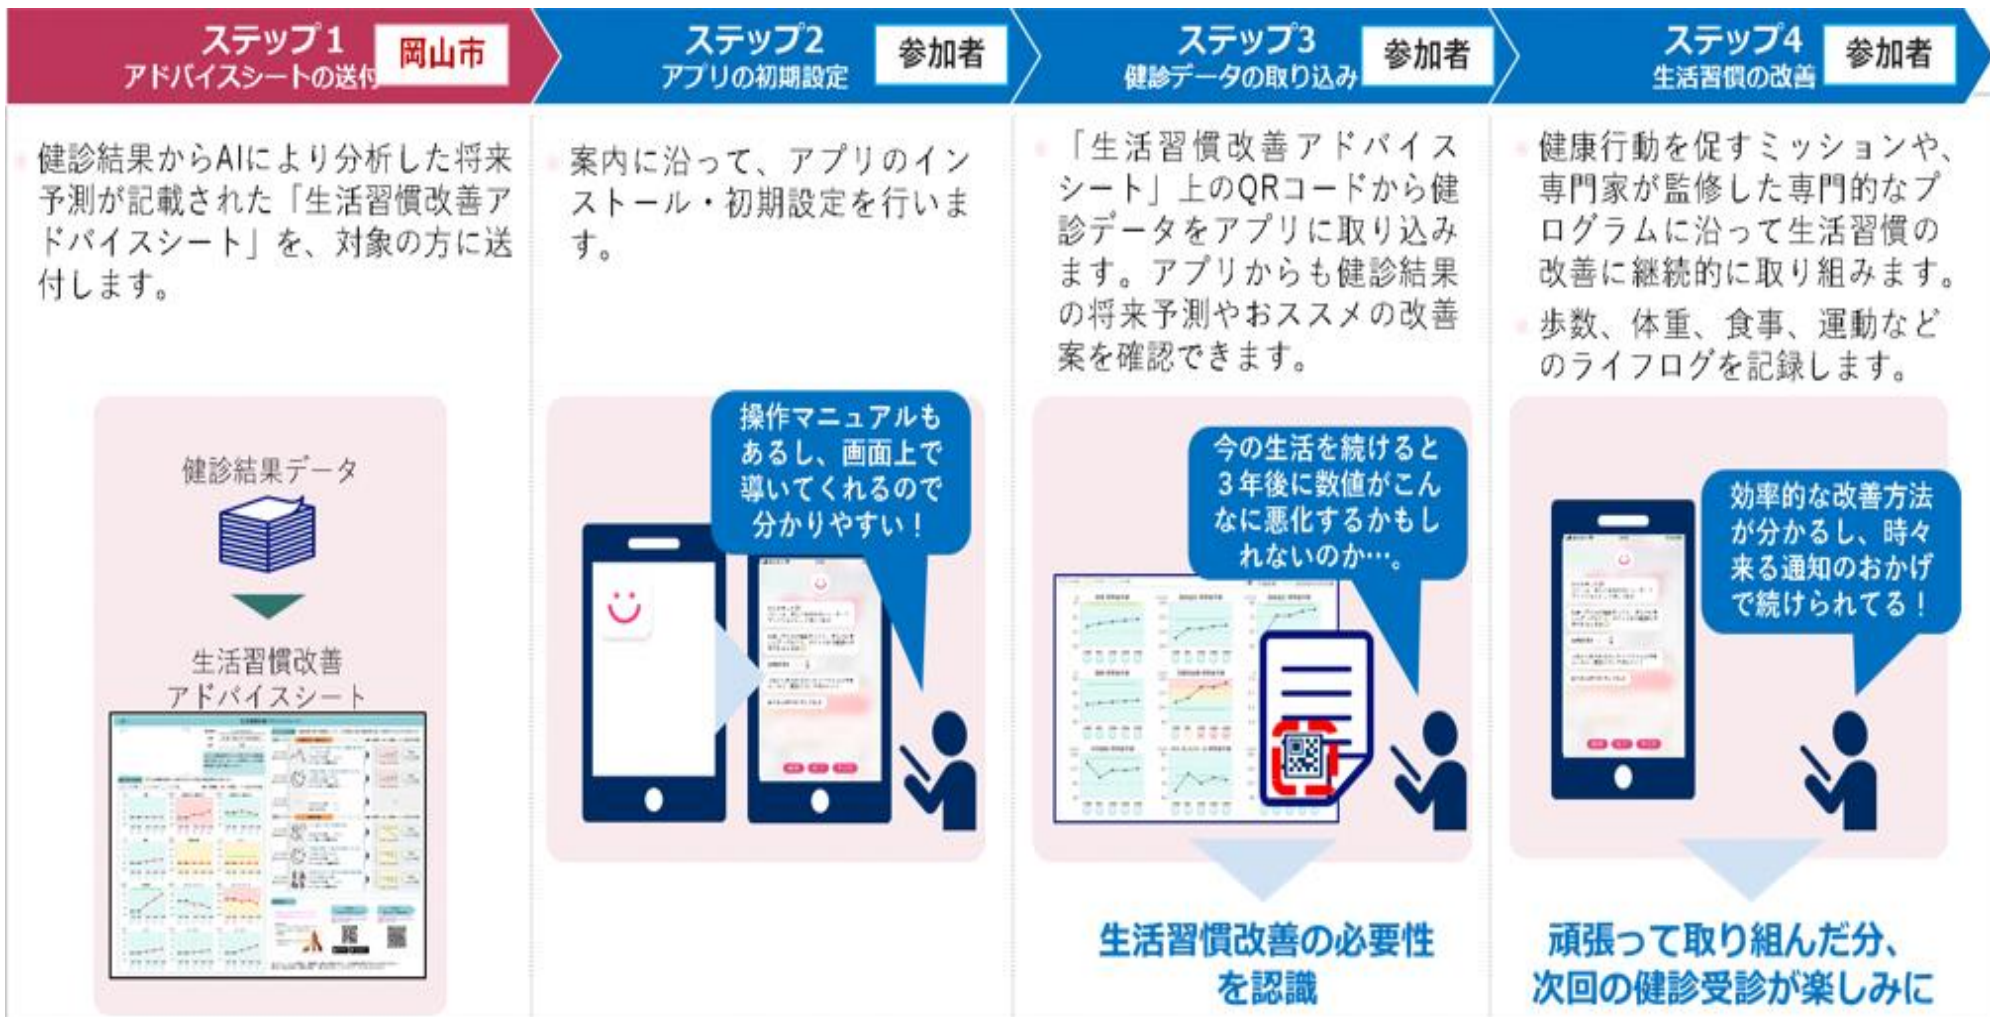 ステップ1
アドバイスシートの送付
岡山市
ステップ2
アプリの初期設定
参加者
ステップ3
健診データの取り込み
参加者
ステップ4
生活習慣の改善
参加者
健診結果からAIにより分析した将来
予測が記載された「生活習慣改善ア
ドバイスシート」を、対象の方に送
付します。
健診結果データ
生活習慣改善
アドバイスシート
案内に沿って、アプリのイン
ストール・初期設定を行いま
す。
操作マニュアルも
あるし、画面上で
導いてくれるので
分かりやすい！
「生活習慣改善アドバイス
シート」上のQRコードから健
診データをアプリに取り込み
ます。アプリからも健診結果
の将来予測やおススメの改善
案を確認できます。
今の生活を続けると
３年後に数値がこん
なに悪化するかもし
れないのか…。
生活習慣改善の必要性
を認識
健康行動を促すミッションや、
専門家が監修した専門的なプ
ログラムに沿って生活習慣の
改善に継続的に取り組みます。
歩数、体重、食事、運動など
のライフログを記録します。
効率的な改善方法
が分かるし、時々
来る通知のおかげ
で続けられてる！
頑張って取り組んだ分、
次回の健診受診が楽しみに